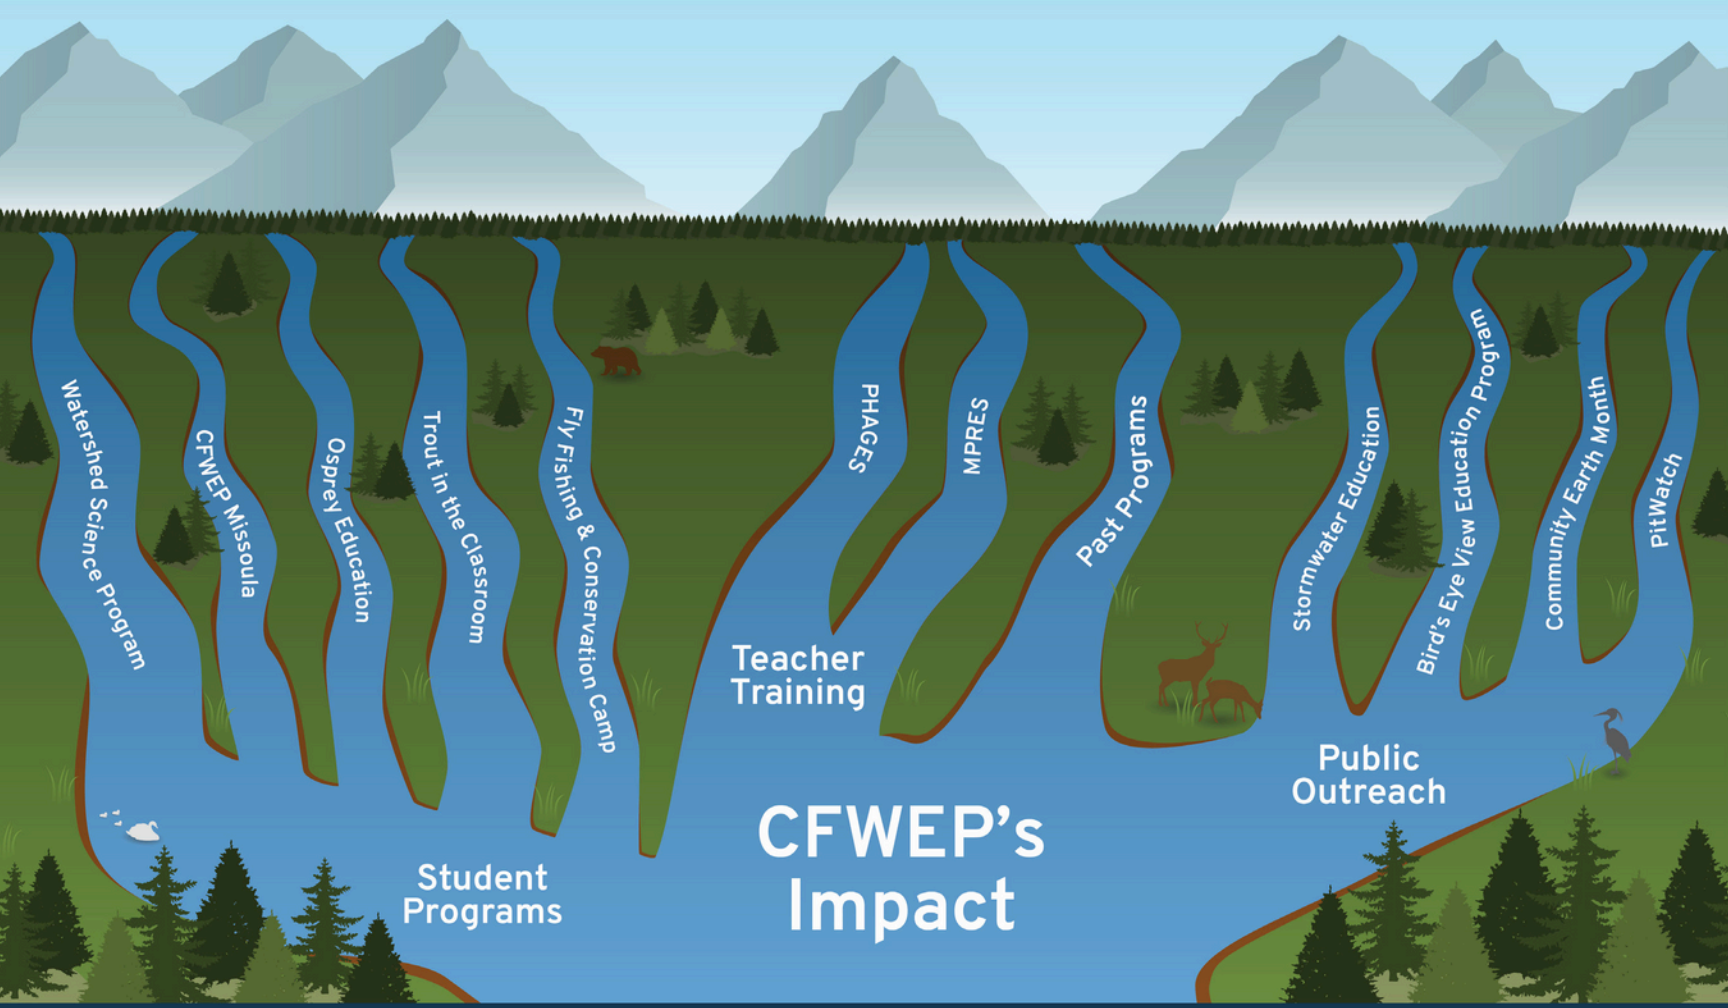 Watershed Science Program
CFWEP Missoula
Osprey Education
Trout in the Classroom
Fly Fishing & Conservation Camp
PHAGES
MPRES
Past Programs
Stormwater Education
Bird's Eye View Education Program
Community Earth Month
PitWatch
Teacher
Training
Public
Outreach
Student
Programs
CFWEP's
Impact